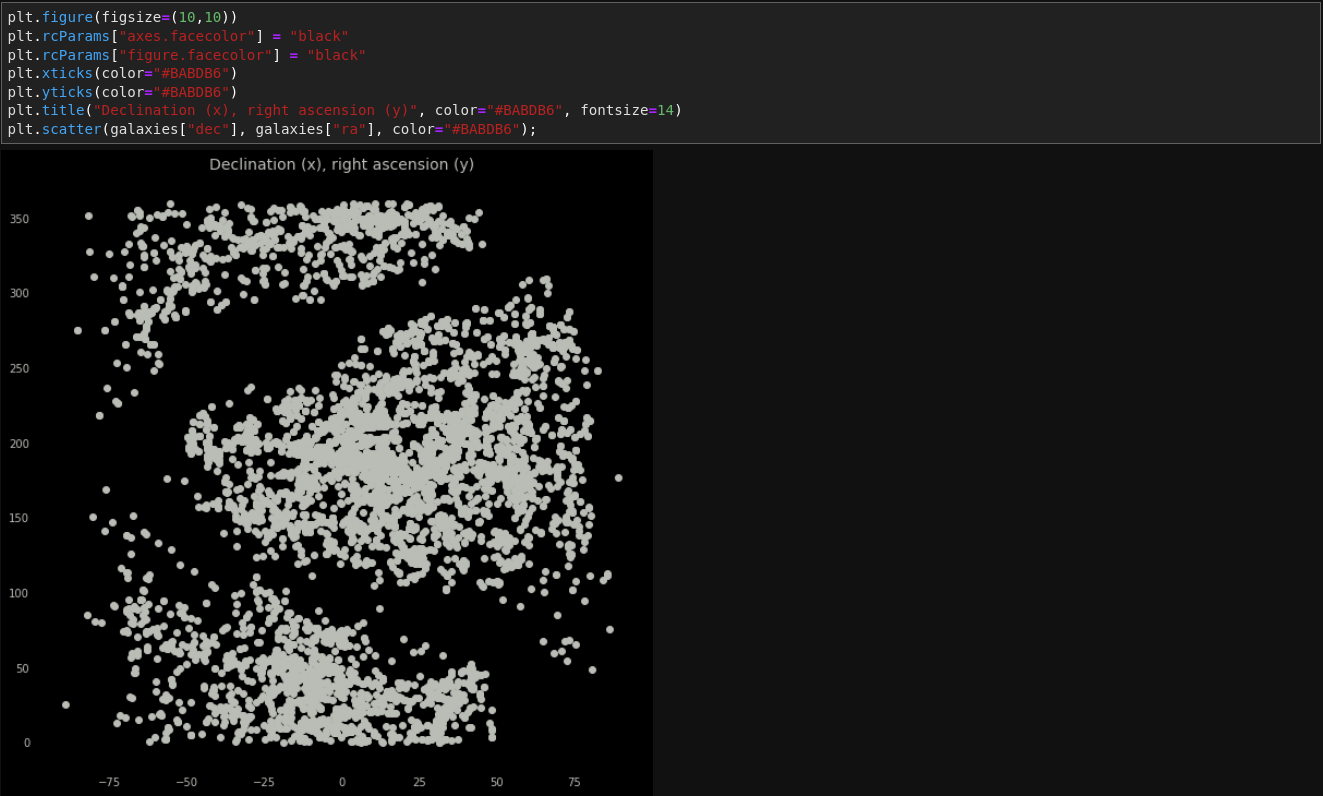 plt.figure(figsize=(10,10))
plt.rcParams["axes.facecolor"] = "black"
plt.rcParams["figure.facecolor"] = "black"
plt.xticks(color="#BABDB6")
plt.yticks(color="#BABDB6")
plt.title("Declination (x), right ascension (y)", color="#BABDB6", fontsize=14)
plt.scatter(galaxies["dec"], galaxies["ra"], color="#BABDB6");
Declination (x), right ascension (y)
350
300
250
200
150
100
50
0
−75 −50 −25 0 25 50 75